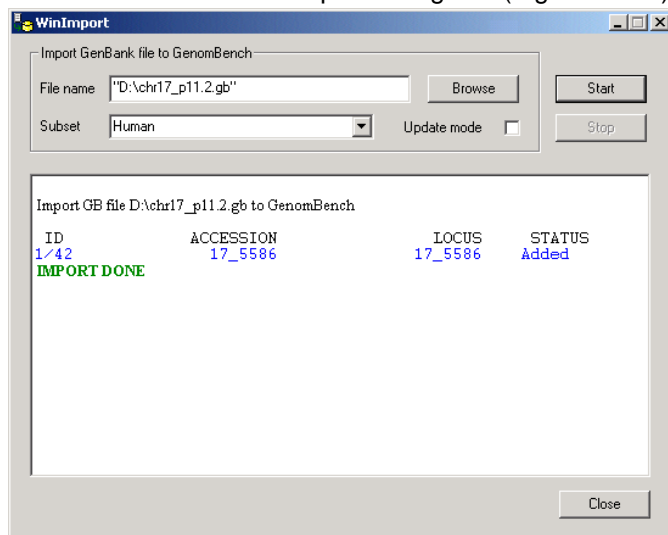 WinImport
Import GenBank file to GenomBench
File name "D:\chr17_p11.2.gb" Browse Start
Subset Human Update mode Stop
Import GB file D:\chr17_p11.2.gb to GenomBench
ID ACCESSION LOCUS STATUS
1/42 17_5586 17_5586 Added
IMPORT DONE
Close